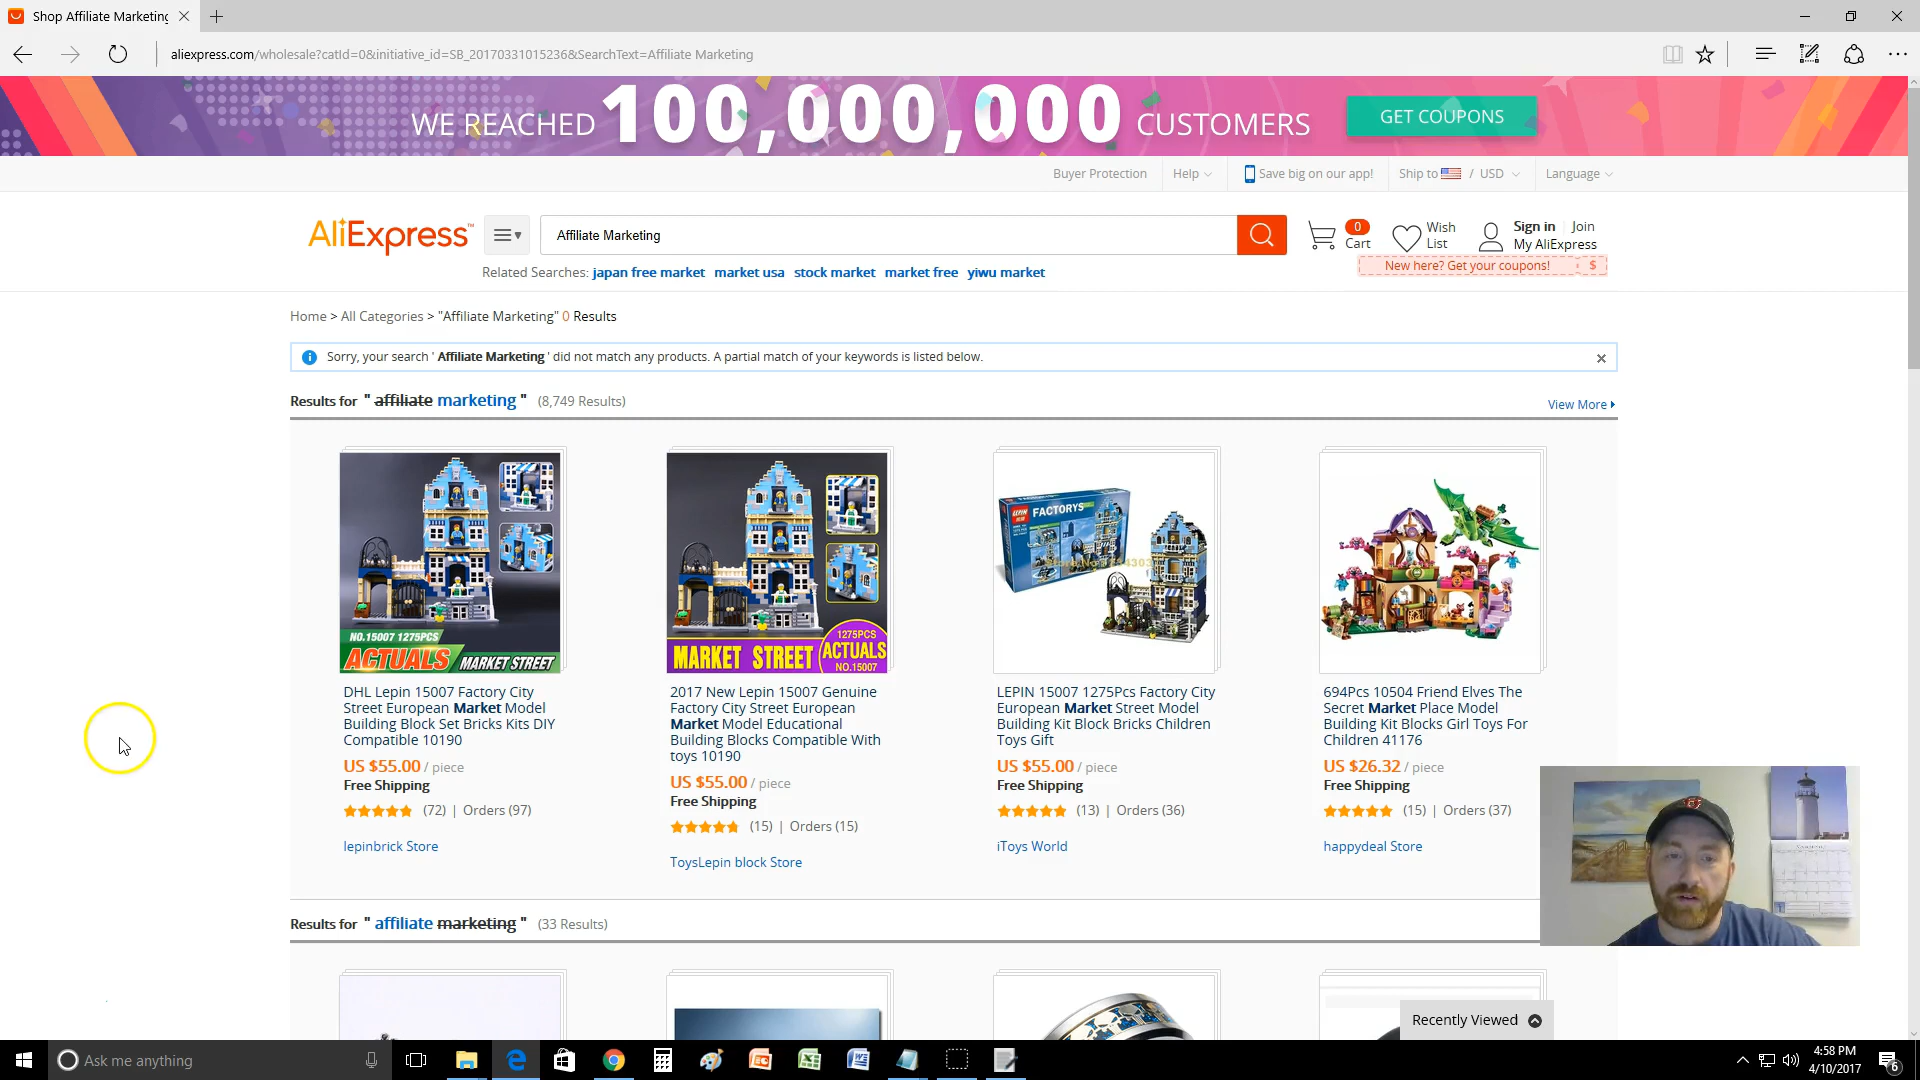 Shop Affiliate Marketing
aliexpress.com/wholesale?catId=0&initiative_id=SB_20170331015236&SearchText=Affiliate Marketing
WE REACHED 100,000,000 CUSTOMERS
GET COUPONS
Buyer Protection
Help
Save big on our app!
Ship to / USD
Language
AliExpress™
Affiliate Marketing
0
Cart
Wish
List
Sign in
Join
My AliExpress
New here? Get your coupons! $
Related Searches: japan free market market usa stock market market free yiwu market
Home > All Categories > "Affiliate Marketing" 0 Results
Sorry, your search ' Affiliate Marketing ' did not match any products. A partial match of your keywords is listed below.
Results for " affiliate marketing " (8,749 Results)
View More
NO.15007 1275PCS
ACTUALS MARKET STREET
1275PCS
MARKET STREET ACTUALS
NO.15007
LEPIN
FACTORYS
DHL Lepin 15007 Factory City
Street European Market Model
Building Block Set Bricks Kits DIY
Compatible 10190
US $55.00 / piece
Free Shipping
(72) | Orders (97)
lepinbrick Store
2017 New Lepin 15007 Genuine
Factory City Street European
Market Model Educational
Building Blocks Compatible With
toys 10190
US $55.00 / piece
Free Shipping
(15) | Orders (15)
ToysLepin block Store
LEPIN 15007 1275Pcs Factory City
European Market Street Model
Building Kit Block Bricks Children
Toys Gift
US $55.00 / piece
Free Shipping
(13) | Orders (36)
iToys World
694Pcs 10504 Friend Elves The
Secret Market Place Model
Building Kit Blocks Girl Toys For
Children 41176
US $26.32 / piece
Free Shipping
(15) | Orders (37)
happydeal Store
Results for " affiliate marketing " (33 Results)
Recently Viewed
Ask me anything
4:58 PM
4/10/2017
6